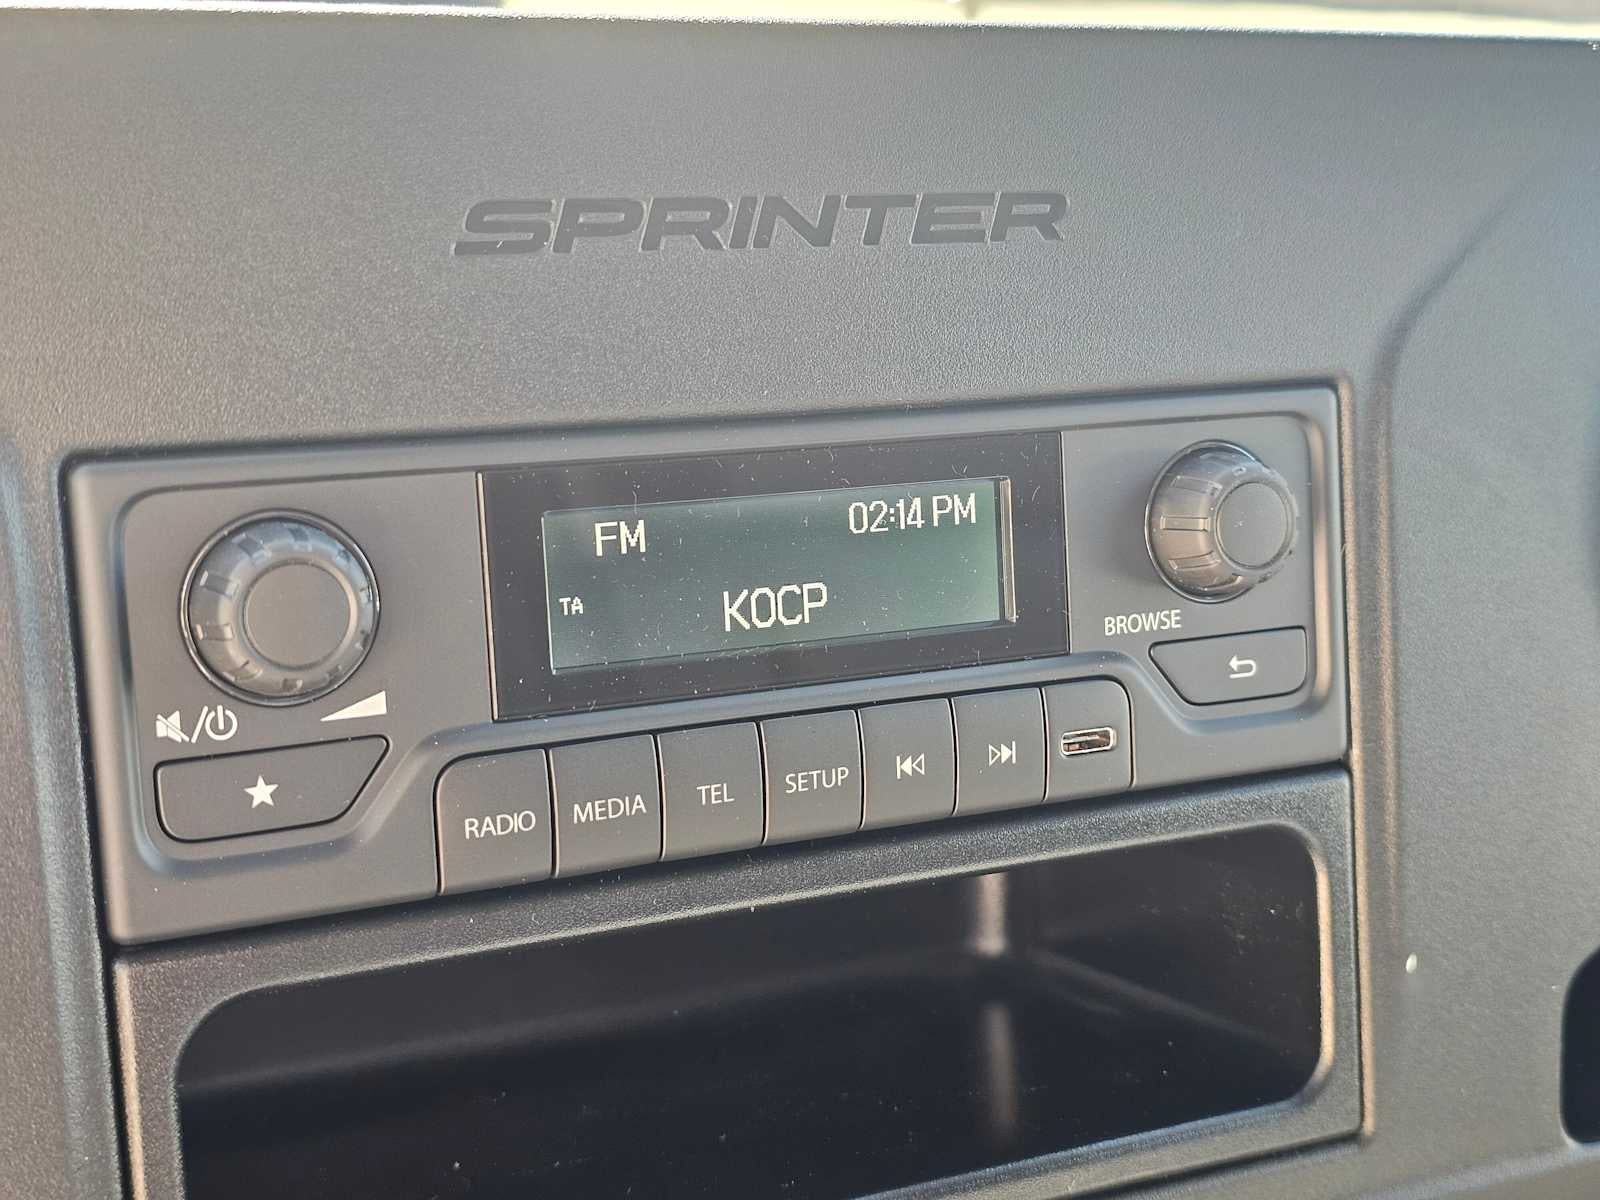 SPRINTER
FM 02:14 PM
TA KOCP
BROWSE
RADIO MEDIA TEL SETUP